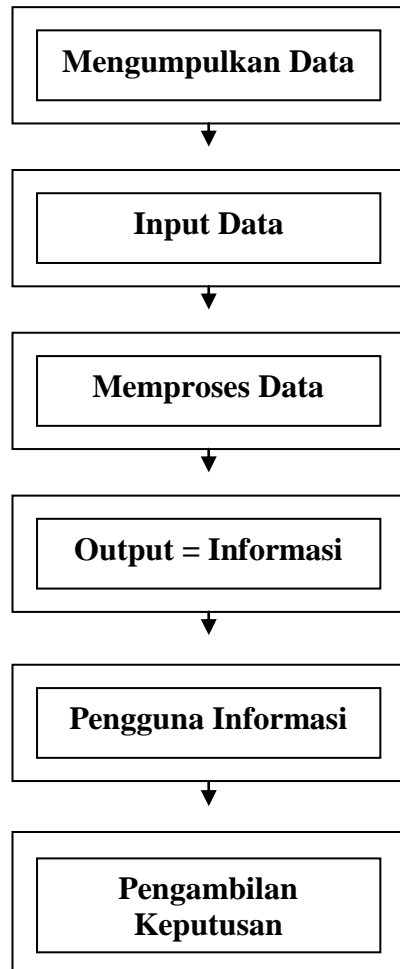 Mengumpulkan Data
Input Data
Memproses Data
Output = Informasi
Pengguna Informasi
Pengambilan
Keputusan